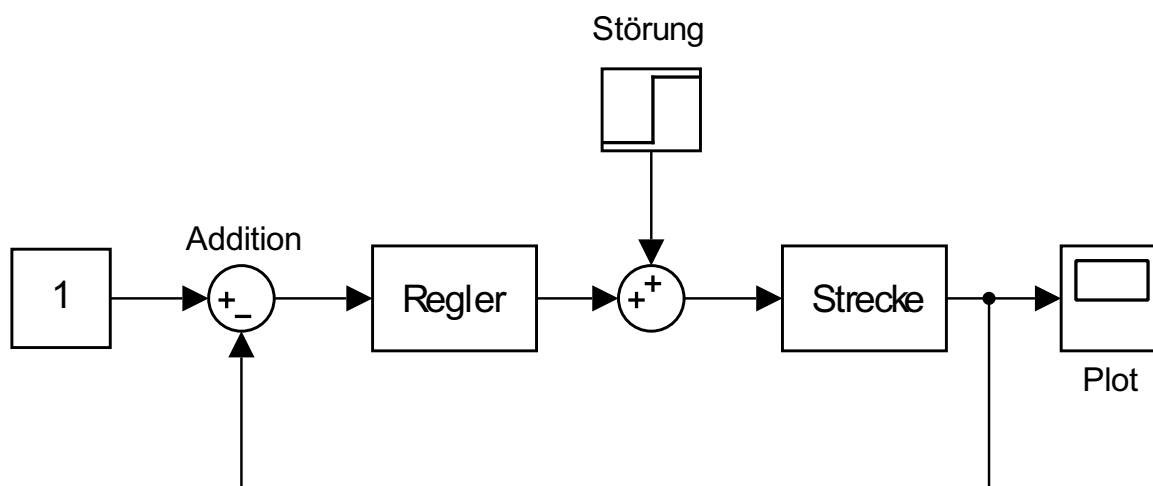 Störung
Addition
1
+
−
Regler
+
+
Strecke
Plot